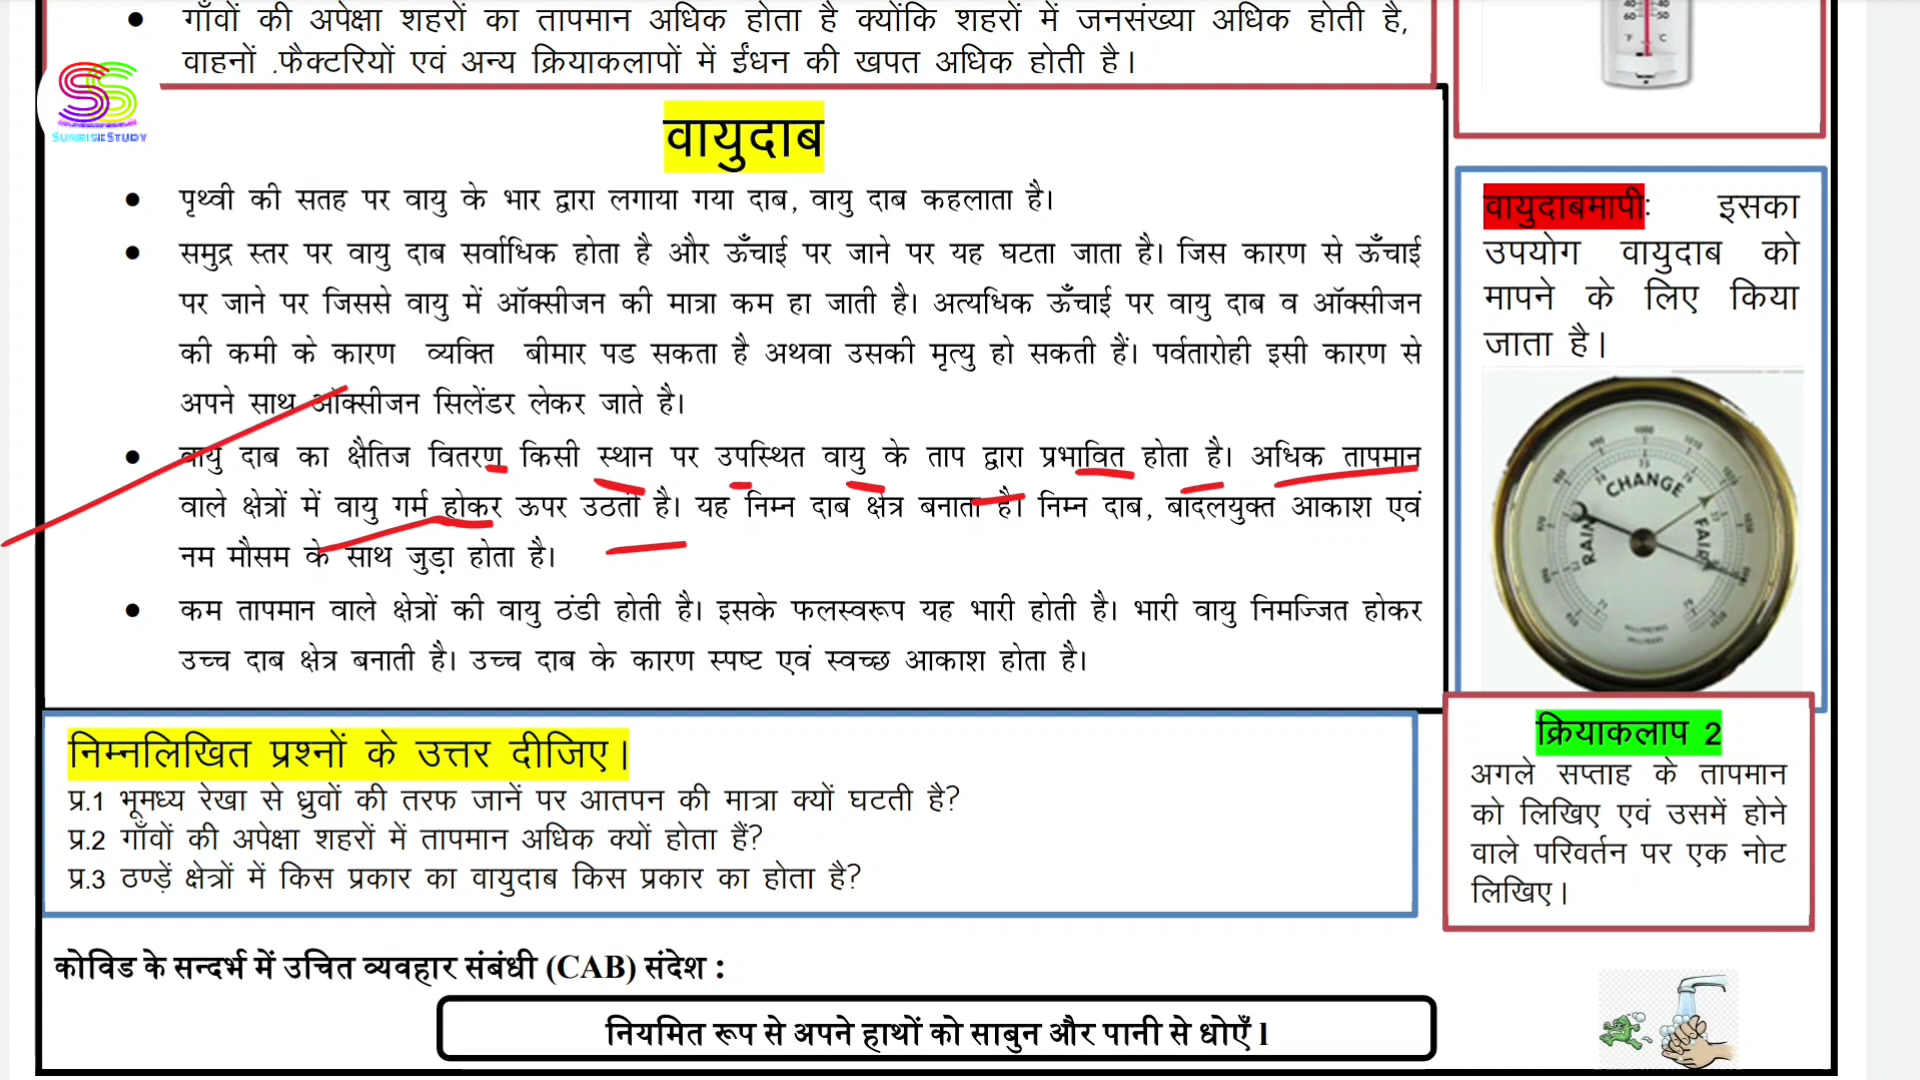 गाँवों की अपेक्षा शहरों का तापमान अधिक होता है क्योंकि शहरों में जनसंख्या अधिक होती है,
वाहनों .फैक्टरियों एवं अन्य क्रियाकलापों में ईंधन की खपत अधिक होती है।
40 40
60 50
°F °C
SS
SUNRISESTUDY
वायुदाब
पृथ्वी की सतह पर वायु के भार द्वारा लगाया गया दाब, वायु दाब कहलाता है।
समुद्र स्तर पर वायु दाब सर्वाधिक होता है और ऊँचाई पर जाने पर यह घटता जाता है। जिस कारण से ऊँचाई
पर जाने पर जिससे वायु में ऑक्सीजन की मात्रा कम हा जाती है। अत्यधिक ऊँचाई पर वायु दाब व ऑक्सीजन
की कमी के कारण व्यक्ति बीमार पड सकता है अथवा उसकी मृत्यु हो सकती हैं। पर्वतारोही इसी कारण से
अपने साथ ऑक्सीजन सिलेंडर लेकर जाते है।
वायु दाब का क्षैतिज वितरण किसी स्थान पर उपस्थित वायु के ताप द्वारा प्रभावित होता है। अधिक तापमान
वाले क्षेत्रों में वायु गर्म होकर ऊपर उठती है। यह निम्न दाब क्षेत्र बनाता है। निम्न दाब, बादलयुक्त आकाश एवं
नम मौसम के साथ जुड़ा होता है।
कम तापमान वाले क्षेत्रों की वायु ठंडी होती है। इसके फलस्वरूप यह भारी होती है। भारी वायु निमज्जित होकर
उच्च दाब क्षेत्र बनाती है। उच्च दाब के कारण स्पष्ट एवं स्वच्छ आकाश होता है।
वायुदाबमापीः इसका
उपयोग वायुदाब को
मापने के लिए किया
जाता है।
1000
CHANGE
RAIN
FAIR
निम्नलिखित प्रश्नों के उत्तर दीजिए।
प्र.1 भूमध्य रेखा से ध्रुवों की तरफ जानें पर आतपन की मात्रा क्यों घटती है?
प्र.2 गाँवों की अपेक्षा शहरों में तापमान अधिक क्यों होता हैं?
प्र.3 ठण्ड़ें क्षेत्रों में किस प्रकार का वायुदाब किस प्रकार का होता है?
क्रियाकलाप 2
अगले सप्ताह के तापमान
को लिखिए एवं उसमें होने
वाले परिवर्तन पर एक नोट
लिखिए।
कोविड के सन्दर्भ में उचित व्यवहार संबंधी (CAB) संदेश :
नियमित रूप से अपने हाथों को साबुन और पानी से धोएँ l